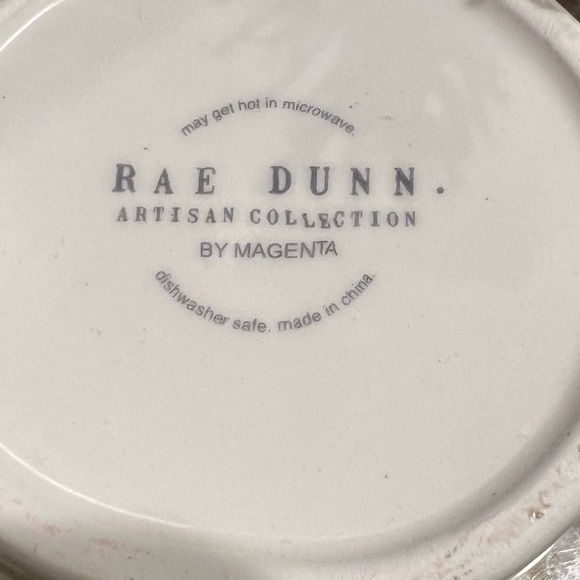 may get hot in microwave.
RAE DUNN.
ARTISAN COLLECTION
BY MAGENTA
dishwasher safe. made in china.